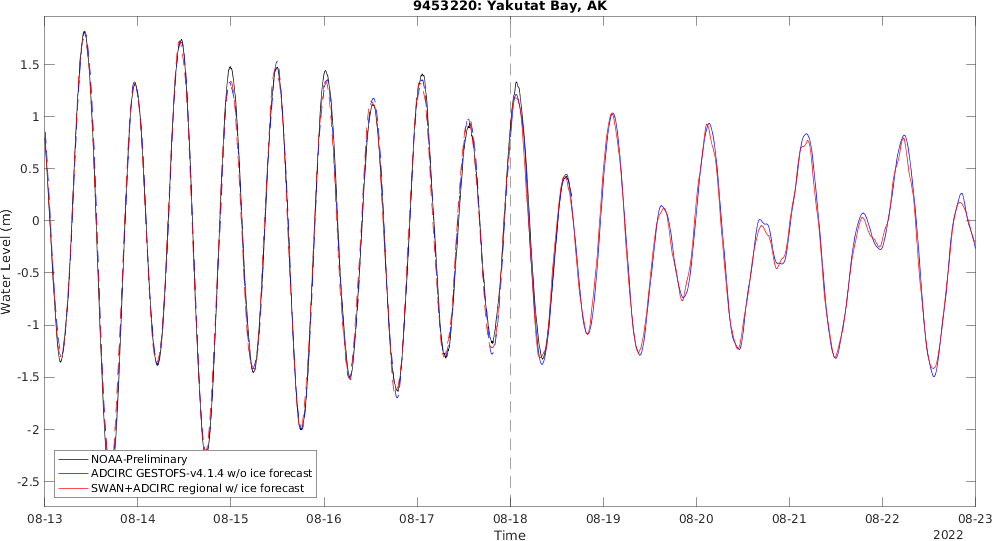 9453220: Yakutat Bay, AK
Water Level (m)
1.5
1
0.5
0
-0.5
-1
-1.5
-2
-2.5
NOAA-Preliminary
ADCIRC GESTOFS-v4.1.4 w/o ice forecast
SWAN+ADCIRC regional w/ ice forecast
08-13 08-14 08-15 08-16 08-17 08-18 08-19 08-20 08-21 08-22 08-23
Time
2022